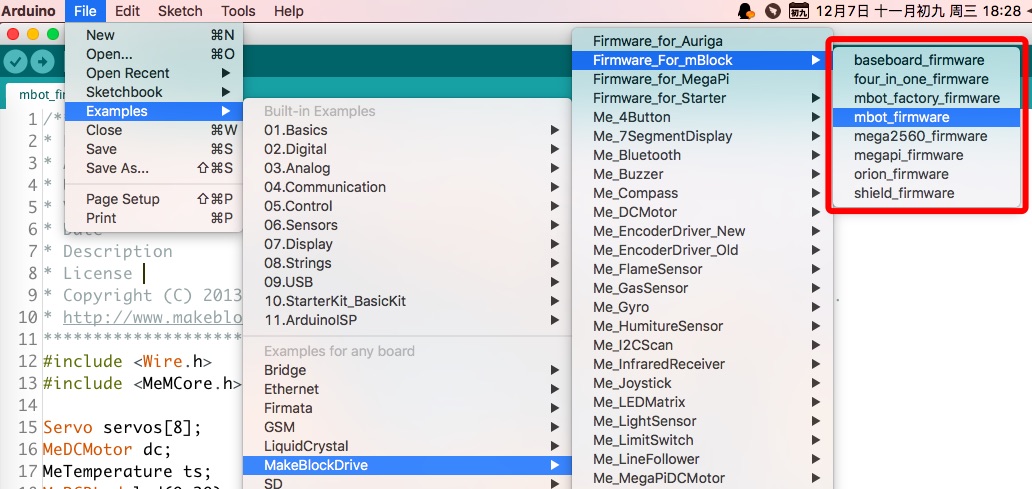 Arduino File Edit Sketch Tools Help 初九 12月7日 十一月初九 周三 18:28
New ⌘N
Open... ⌘O
Open Recent
Sketchbook
Examples
Close ⌘W
Save ⌘S
Save As... ⇧⌘S
Page Setup ⇧⌘P
Print ⌘P
Built-in Examples
01.Basics
02.Digital
03.Analog
04.Communication
05.Control
06.Sensors
07.Display
08.Strings
09.USB
10.StarterKit_BasicKit
11.ArduinoISP
Examples for any board
Bridge
Ethernet
Firmata
GSM
LiquidCrystal
MakeBlockDrive
SD
Firmware_for_Auriga
Firmware_For_mBlock
Firmware_for_MegaPi
Firmware_for_Starter
Me_4Button
Me_7SegmentDisplay
Me_Bluetooth
Me_Buzzer
Me_Compass
Me_DCMotor
Me_EncoderDriver_New
Me_EncoderDriver_Old
Me_FlameSensor
Me_GasSensor
Me_Gyro
Me_HumitureSensor
Me_I2CScan
Me_InfraredReceiver
Me_Joystick
Me_LEDMatrix
Me_LightSensor
Me_LimitSwitch
Me_LineFollower
Me_MegaPiDCMotor
baseboard_firmware
four_in_one_firmware
mbot_factory_firmware
mbot_firmware
mega2560_firmware
megapi_firmware
orion_firmware
shield_firmware
mbot_fi
1 /*
2 *
3 *
4 *
5 *
6 * Date
7 * Description
8 * License
9 * Copyright (C) 2013
10 * http://www.makeblo
11 *********************
12 #include <Wire.h>
13 #include <MeMCore.h>
14
15 Servo servos[8];
16 MeDCMotor dc;
17 MeTemperature ts;